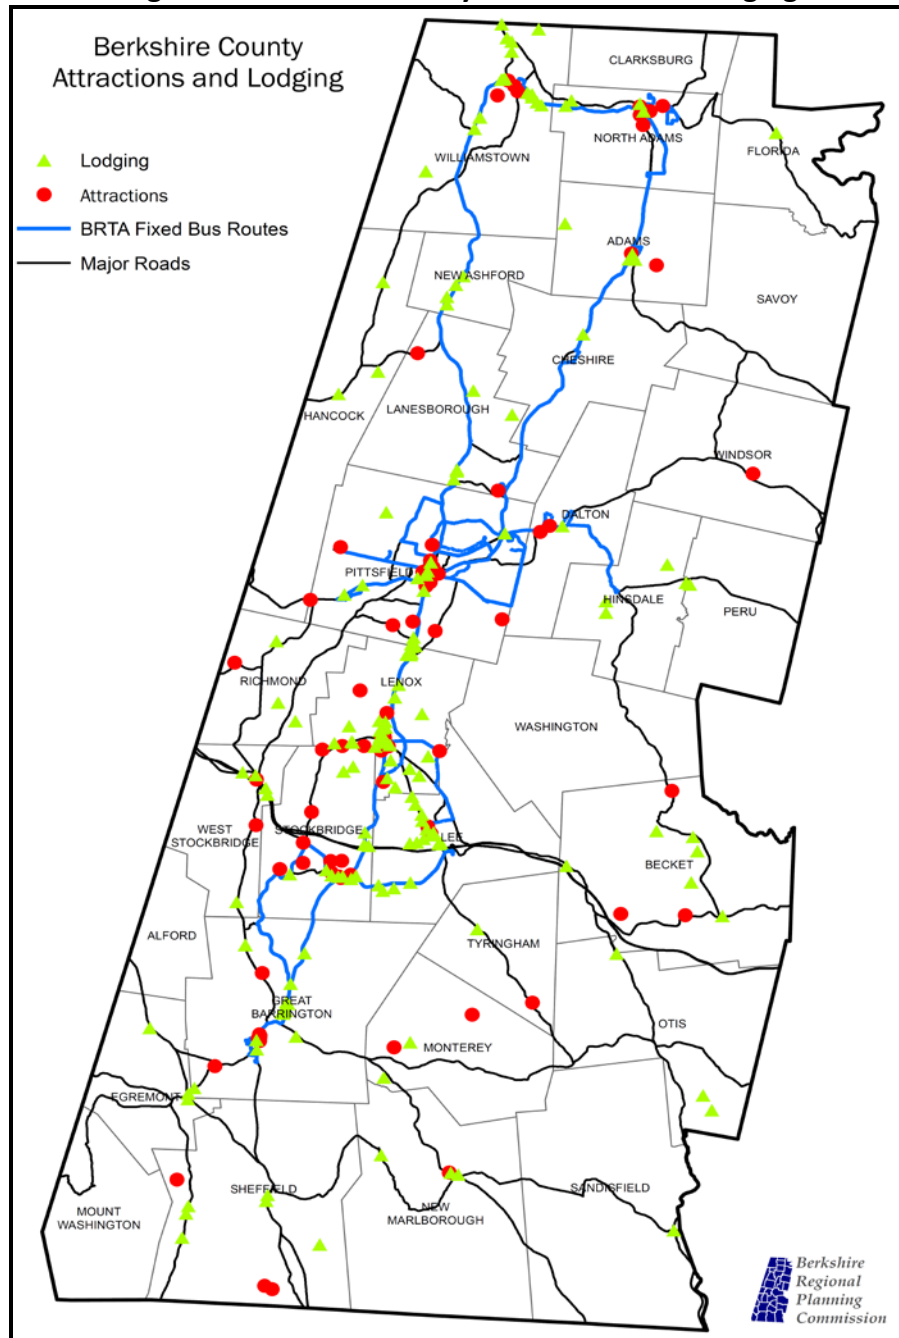 Berkshire County
Attractions and Lodging
Lodging
Attractions
BRTA Fixed Bus Routes
Major Roads
CLARKSBURG
NORTH ADAMS
FLORIDA
WILLIAMSTOWN
ADAMS
NEW ASHFORD
SAVOY
CHESHIRE
HANCOCK
LANESBOROUGH
WINDSOR
DALTON
PITTSFIELD
HINSDALE
PERU
RICHMOND
LENOX
WASHINGTON
WEST
STOCKBRIDGE
STOCKBRIDGE
LEE
BECKET
ALFORD
TYRINGHAM
GREAT
BARRINGTON
OTIS
MONTEREY
EGREMONT
SHEFFIELD
SANDISFIELD
MOUNT
WASHINGTON
NEW
MARLBOROUGH
Berkshire
Regional
Planning
Commission